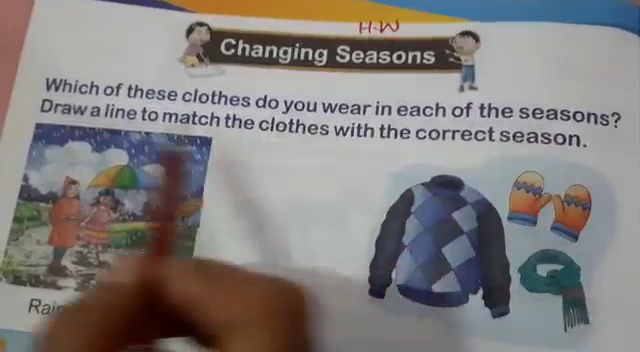 H.W
Changing Seasons
Which of these clothes do you wear in each of the seasons?
Draw a line to match the clothes with the correct season.